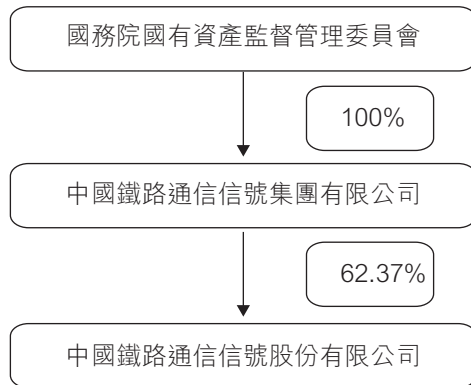 國務院國有資產監督管理委員會
100%
中國鐵路通信信號集團有限公司
62.37%
中國鐵路通信信號股份有限公司